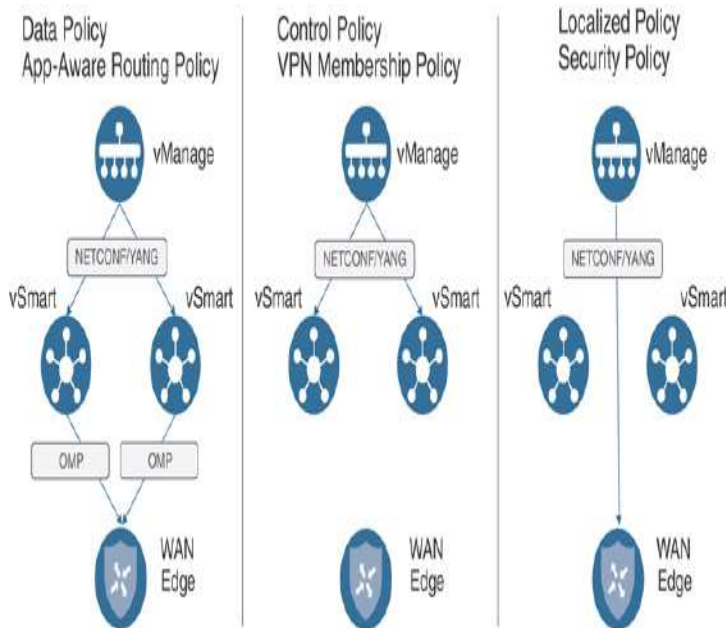 Data Policy
App-Aware Routing Policy
vManage
NETCONF/YANG
vSmart
vSmart
OMP
OMP
WAN
Edge
Control Policy
VPN Membership Policy
vManage
NETCONF/YANG
vSmart
vSmart
WAN
Edge
Localized Policy
Security Policy
vManage
NETCONF/YANG
vSmart
vSmart
WAN
Edge